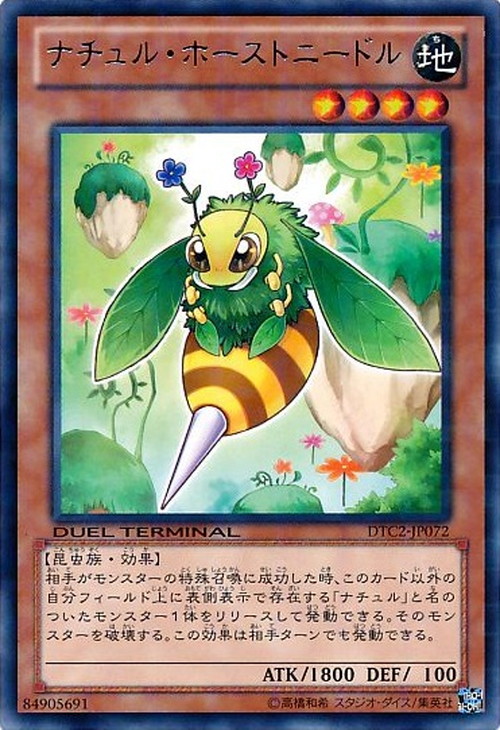 ナチュル・ホーストニードル
地
DUEL TERMINAL
DTC2-JP072
【昆虫族・効果】
相手がモンスターの特殊召喚に成功した時、このカード以外の
自分フィールド上に表側表示で存在する「ナチュル」と名の
ついたモンスター1体をリリースして発動できる。そのモン
スターを破壊する。この効果は相手ターンでも発動できる。
ATK/1800 DEF/ 100
84905691
©高橋和希 スタジオ・ダイス/集英社